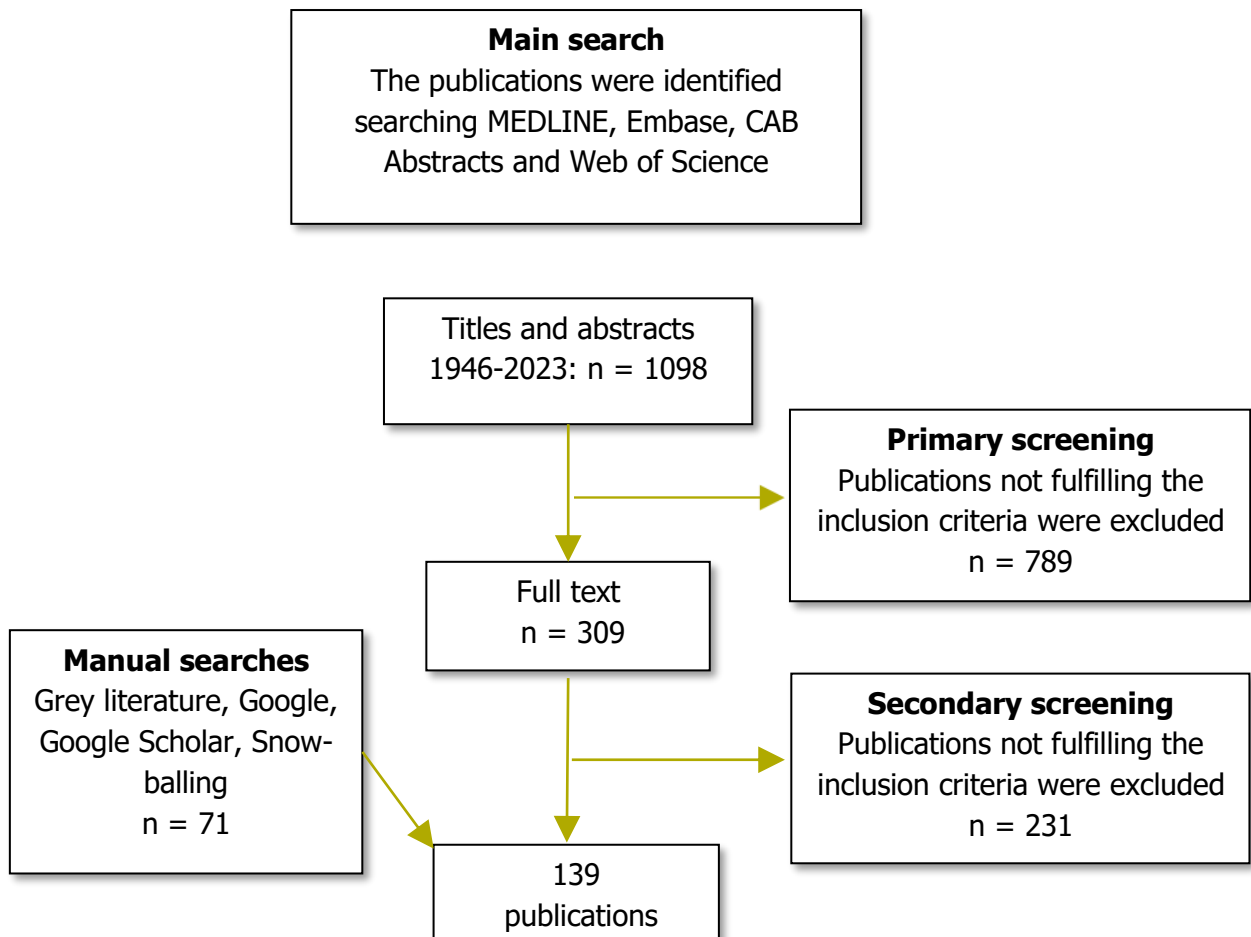 Main search
The publications were identified
searching MEDLINE, Embase, CAB
Abstracts and Web of Science
Titles and abstracts
1946-2023: n = 1098
Primary screening
Publications not fulfilling the
inclusion criteria were excluded
n = 789
Full text
n = 309
Manual searches
Grey literature, Google,
Google Scholar, Snow-
balling
n = 71
Secondary screening
Publications not fulfilling the
inclusion criteria were excluded
n = 231
139
publications